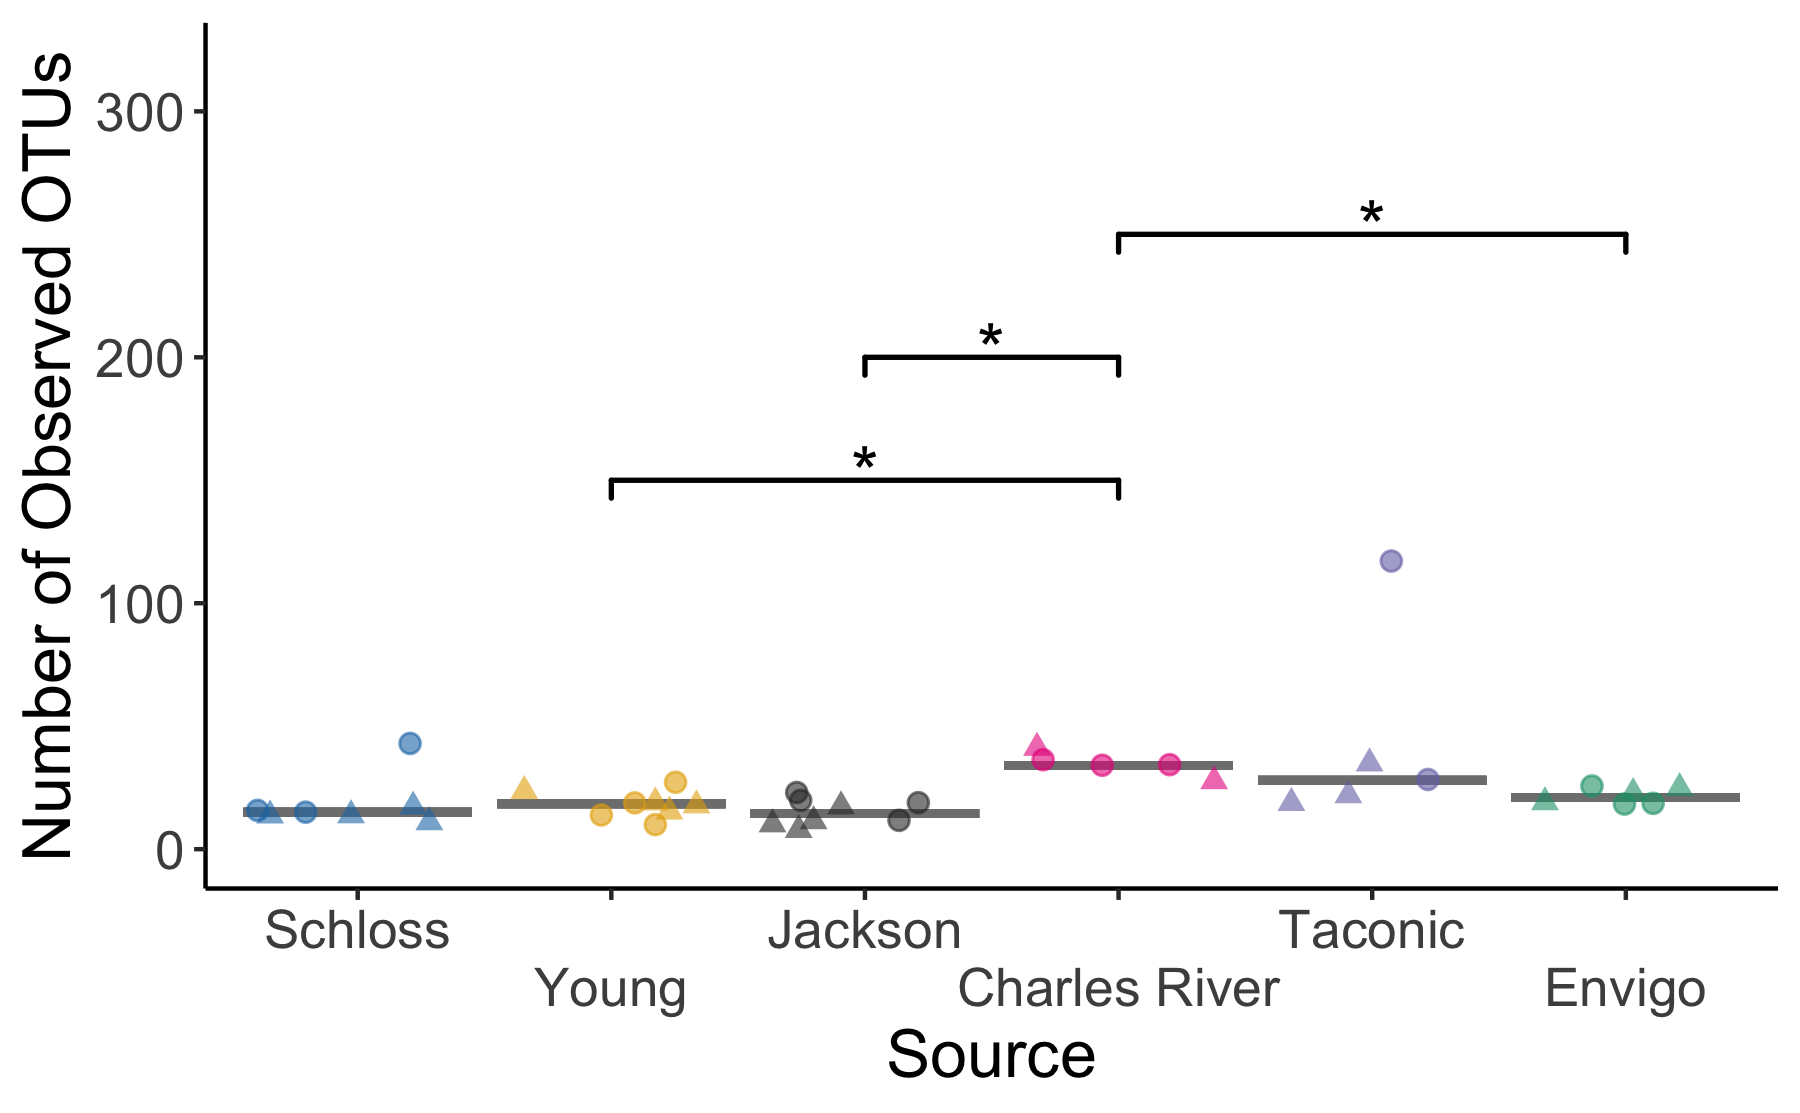 Number of Observed OTUs
300
200
100
0
*
*
*
Schloss
Jackson
Taconic
Young
Charles River
Envigo
Source